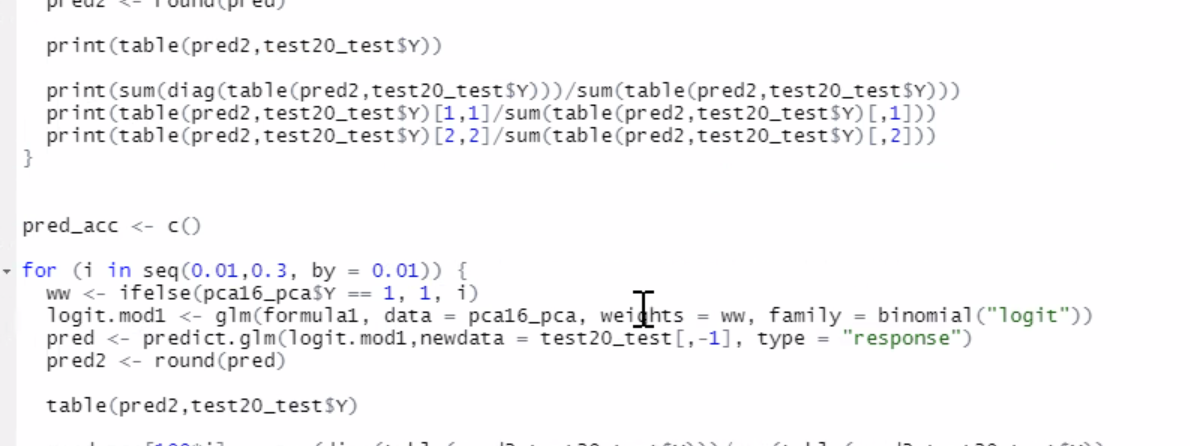 pred2 <- round(pred)
print(table(pred2,test20_test$Y))
print(sum(diag(table(pred2,test20_test$Y)))/sum(table(pred2,test20_test$Y)))
print(table(pred2,test20_test$Y)[1,1]/sum(table(pred2,test20_test$Y)[,1]))
print(table(pred2,test20_test$Y)[2,2]/sum(table(pred2,test20_test$Y)[,2]))
}
pred_acc <- c()
for (i in seq(0.01,0.3, by = 0.01)) {
ww <- ifelse(pca16_pca$Y == 1, 1, i)
logit.mod1 <- glm(formula1, data = pca16_pca, weights = ww, family = binomial("logit"))
pred <- predict.glm(logit.mod1,newdata = test20_test[,-1], type = "response")
pred2 <- round(pred)
table(pred2,test20_test$Y)